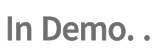 In Demo. .